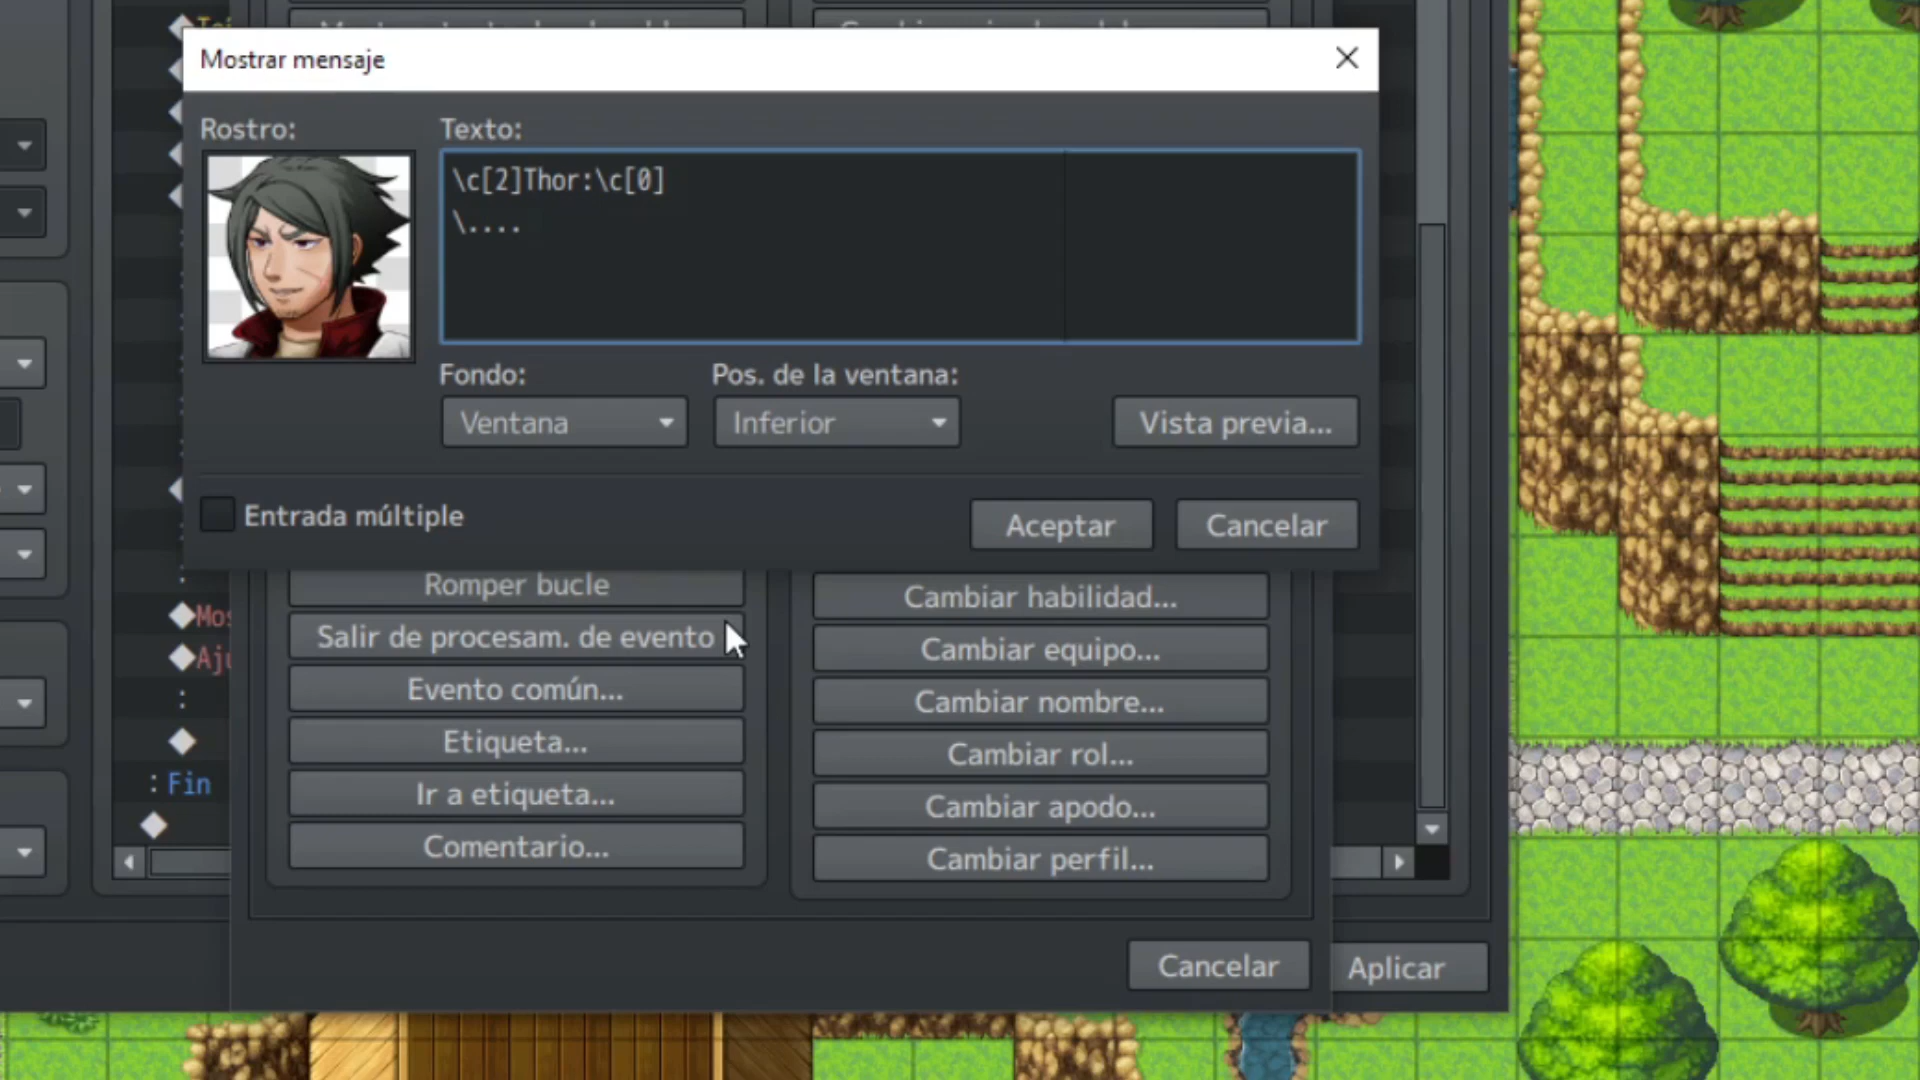 Mostrar mensaje
Rostro:
Texto:
\c[2]Thor:\c[0]
\....
Fondo:
Pos. de la ventana:
Ventana
Inferior
Vista previa...
Entrada múltiple
Aceptar
Cancelar
Romper bucle
Cambiar habilidad...
Salir de procesam. de evento
Cambiar equipo...
Evento común...
Cambiar nombre...
Etiqueta...
Cambiar rol...
: Fin
Ir a etiqueta...
Cambiar apodo...
Comentario...
Cambiar perfil...
Cancelar
Aplicar